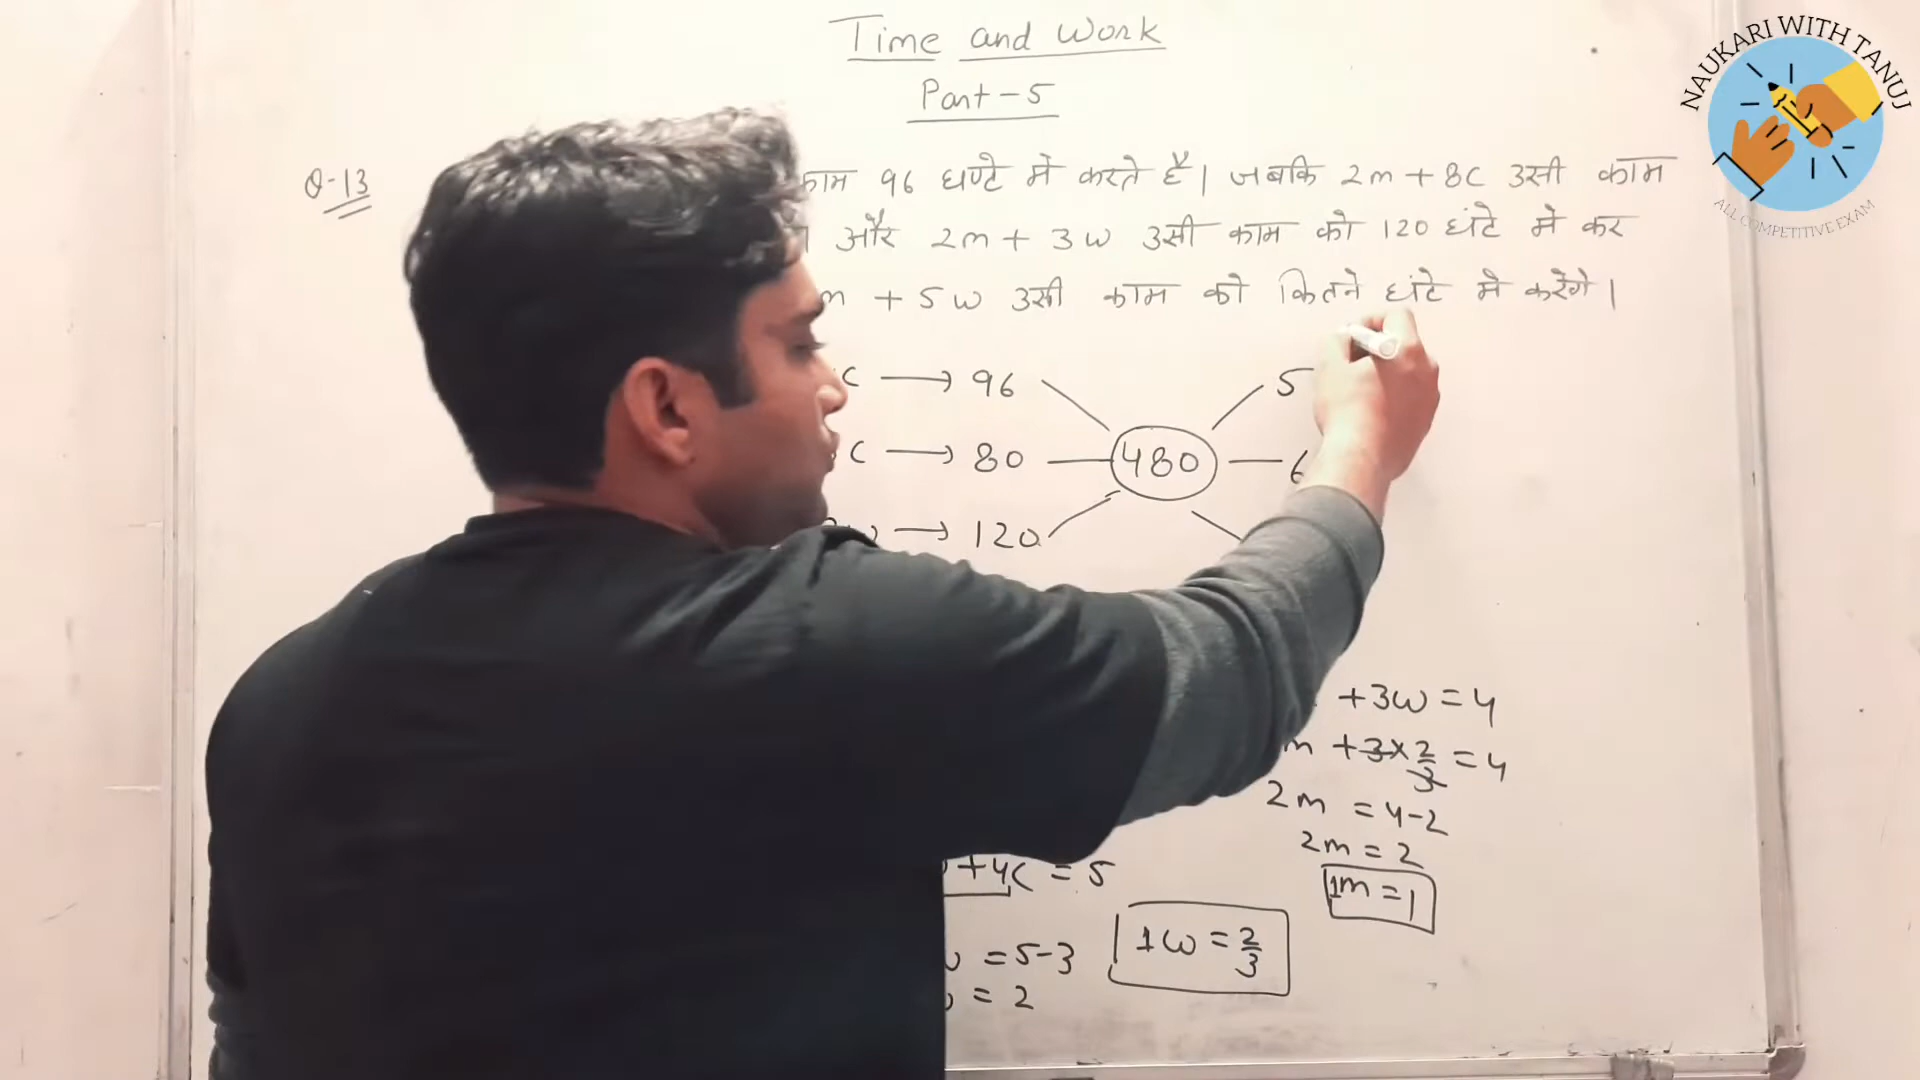 Time and Work
Part-5
NAUKARI WITH TANUJ
ALL COMPETITIVE EXAM
Q-13 काम 96 घण्टे मे करते है। जबकि 2m + 8c उसी काम
और 2m + 3w उसी काम को 120 घंटे मे कर
m + 5w उसी काम को कितने घंटे मे करेंगे।
c → 96 5
c → 80 480 6
→ 120
+3w = 4
m + 3 × 2/3 = 4
2m = 4-2
2m = 2
1m = 1
+4c = 5
= 5-3
= 2
1w = 2/3